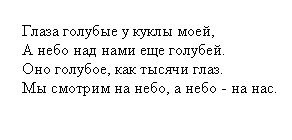 Глаза голубые у куклы моей,
А небо над нами еще голубей.
Оно голубое, как тысячи глаз.
Мы смотрим на небо, а небо - на нас.